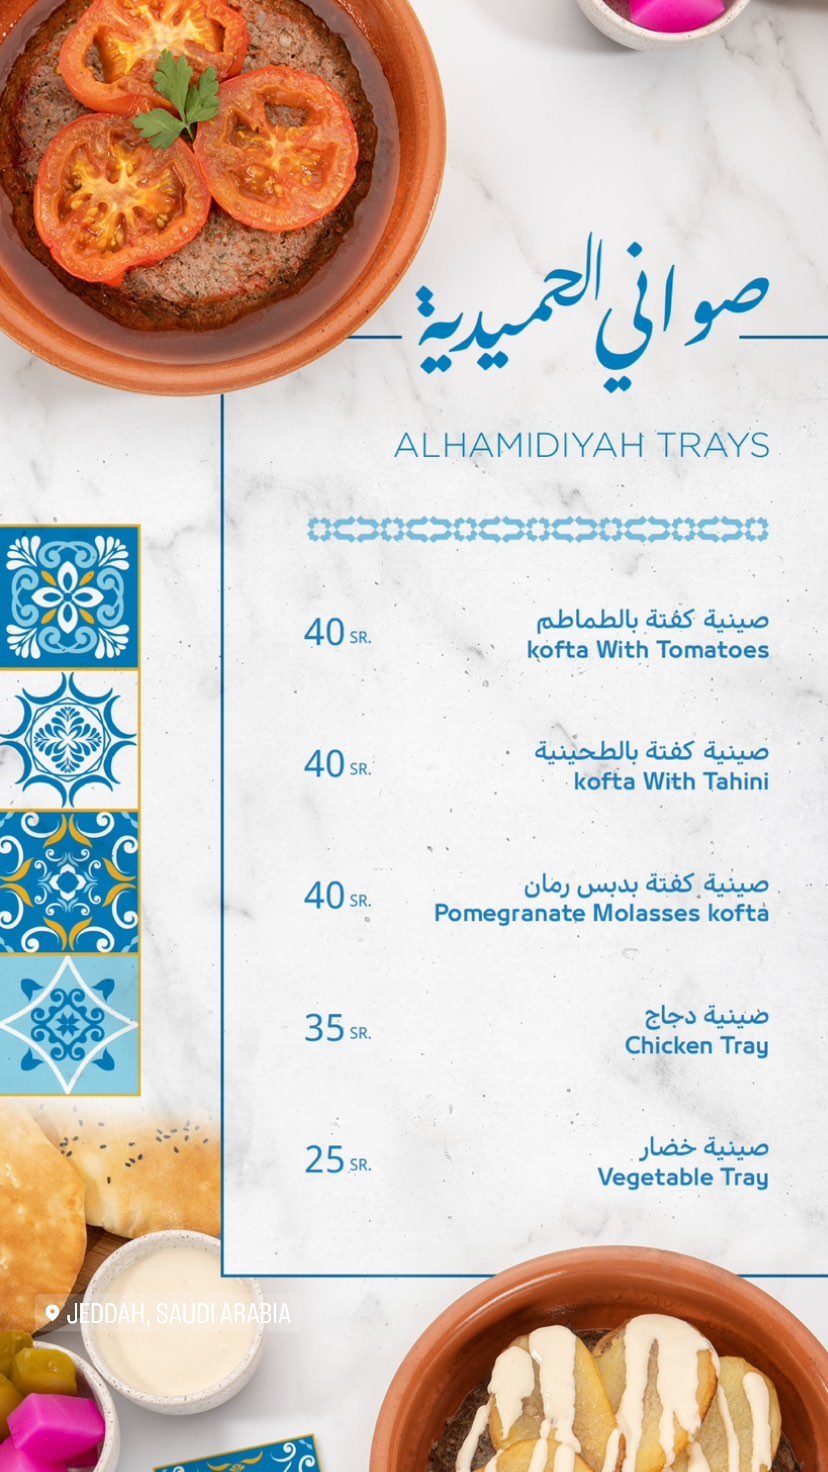 صواني الحميدية
ALHAMIDIYAH TRAYS
صينية كفتة بالطماطم
kofta With Tomatoes
40 SR.
صينية كفتة بالطحينية
kofta With Tahini
40 SR.
صينية كفتة بدبس رمان
Pomegranate Molasses kofta
40 SR.
صينية دجاج
Chicken Tray
35 SR.
صينية خضار
Vegetable Tray
25 SR.
JEDDAH, SAUDI ARABIA